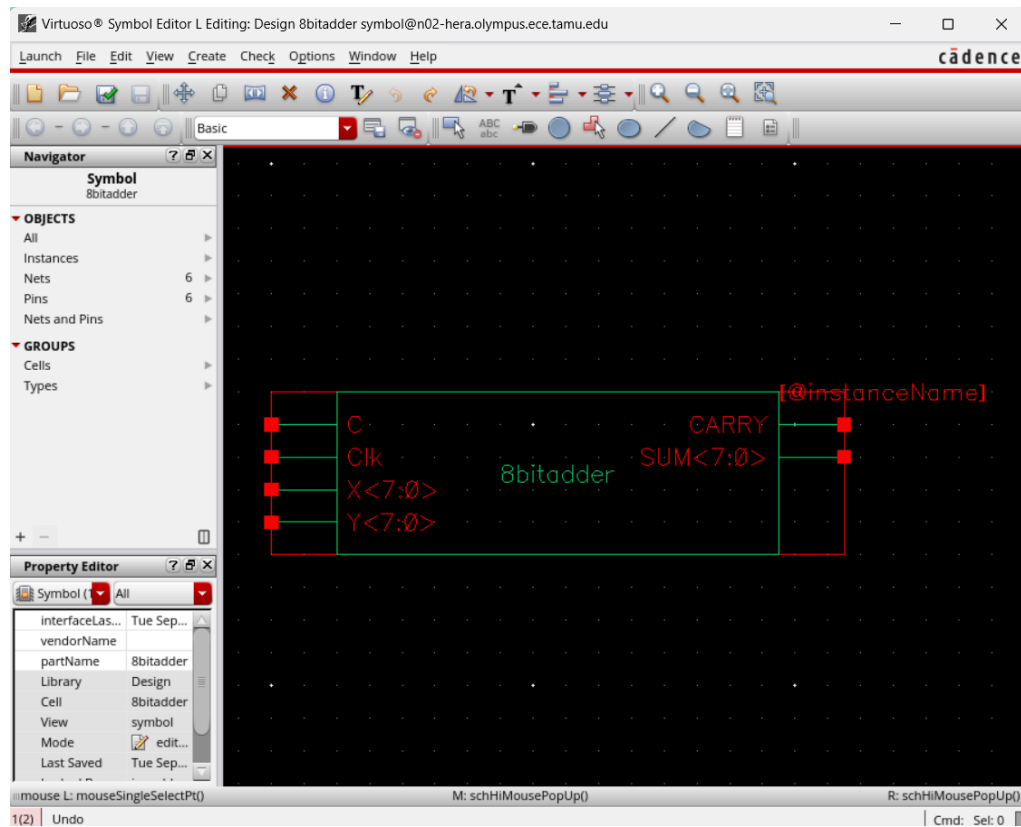 Virtuoso® Symbol Editor L Editing: Design 8bitadder symbol@n02-hera.olympus.ece.tamu.edu
Launch File Edit View Create Check Options Window Help
cādence
Basic
ABC
abc
Navigator
Symbol
8bitadder
OBJECTS
All
Instances
Nets 6
Pins 6
Nets and Pins
GROUPS
Cells
Types
[@instanceName]
C CARRY
Clk SUM<7:0>
8bitadder
X<7:0>
Y<7:0>
Property Editor
Symbol (1 All
interfaceLas... Tue Sep...
vendorName
partName 8bitadder
Library Design
Cell 8bitadder
View symbol
Mode edit...
Last Saved Tue Sep...
mouse L: mouseSingleSelectPt() M: schHiMousePopUp() R: schHiMousePopUp()
1(2) Undo Cmd: Sel: 0